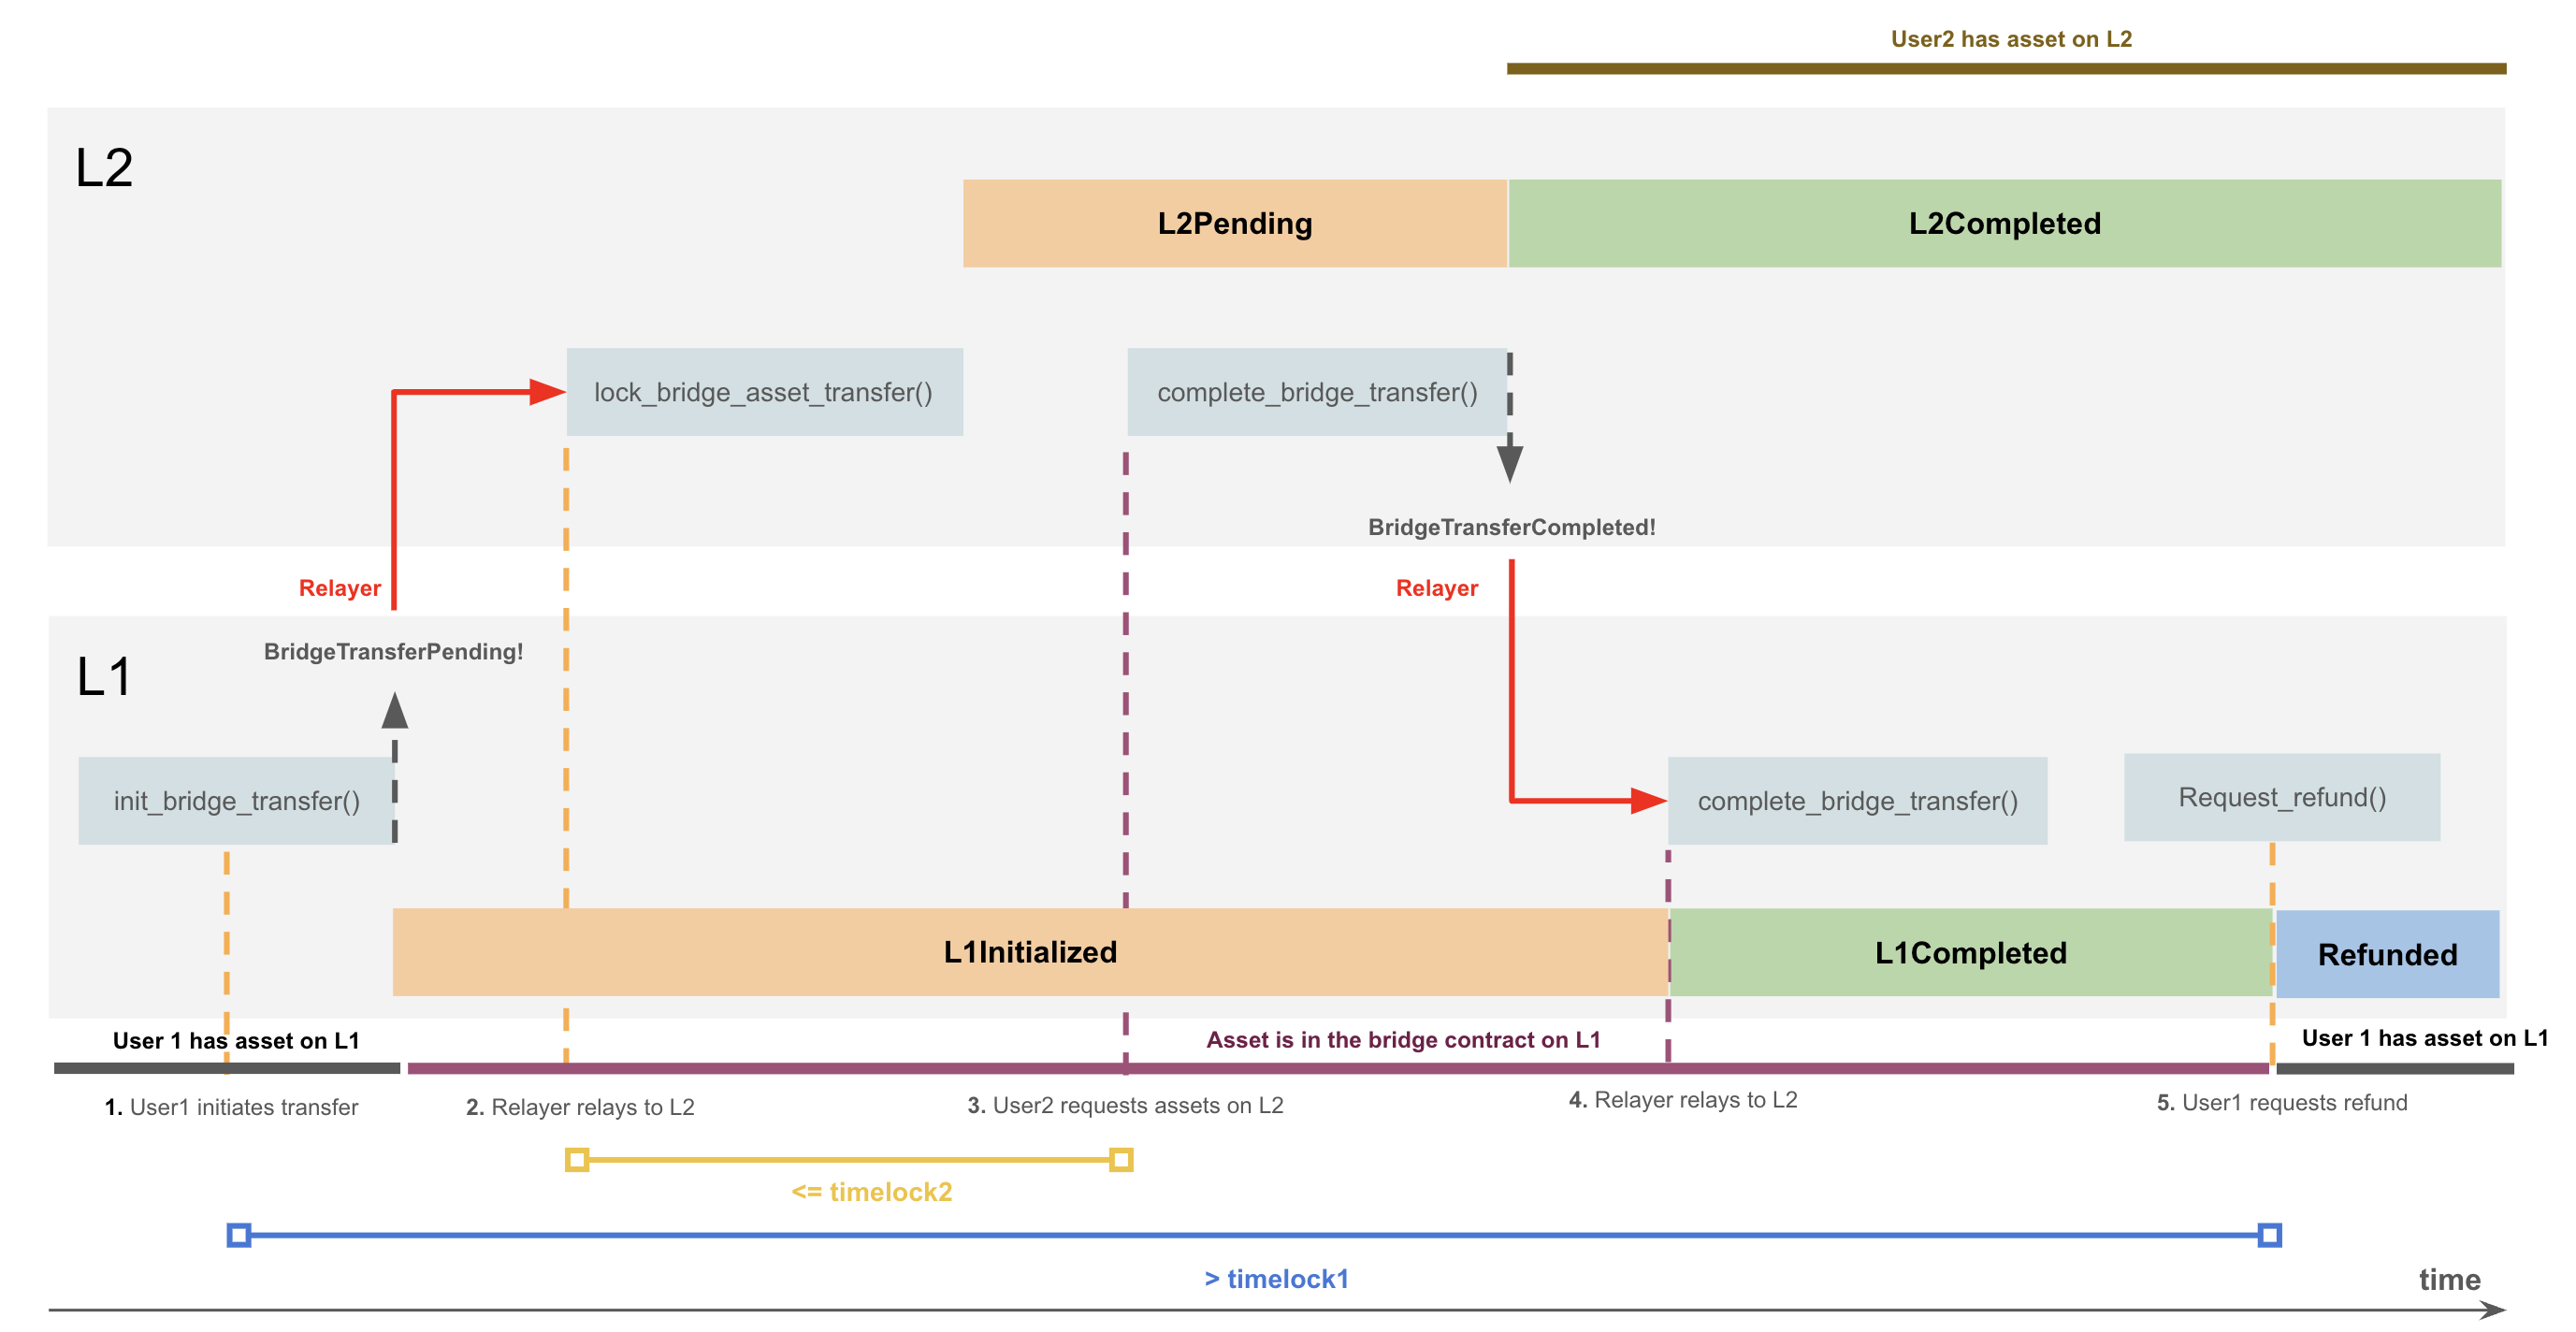 User2 has asset on L2
L2
L2Pending
L2Completed
lock_bridge_asset_transfer()
complete_bridge_transfer()
BridgeTransferCompleted!
Relayer
Relayer
BridgeTransferPending!
L1
init_bridge_transfer()
complete_bridge_transfer()
Request_refund()
L1Initialized
L1Completed
Refunded
User 1 has asset on L1
Asset is in the bridge contract on L1
User 1 has asset on L1
1. User1 initiates transfer
2. Relayer relays to L2
3. User2 requests assets on L2
4. Relayer relays to L2
5. User1 requests refund
<= timelock2
> timelock1
time